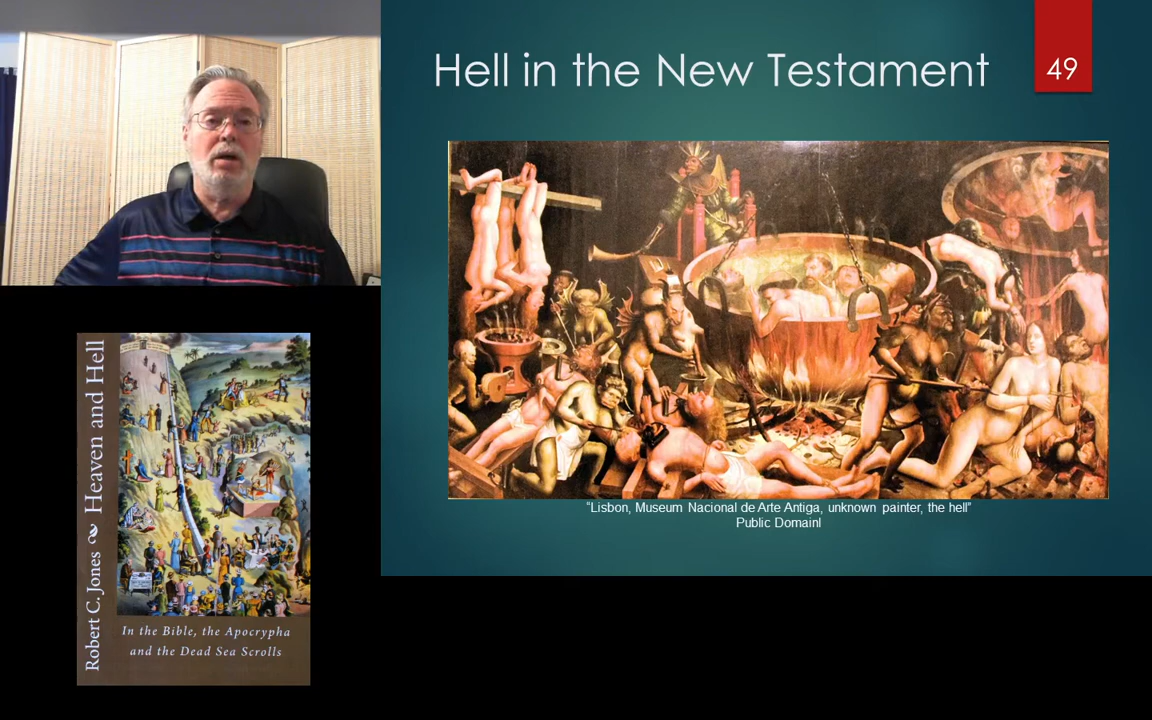 Hell in the New Testament
49
“Lisbon, Museum Nacional de Arte Antiga, unknown painter, the hell”
Public Domainl
Robert C. Jones Heaven and Hell
In the Bible, the Apocrypha
and the Dead Sea Scrolls